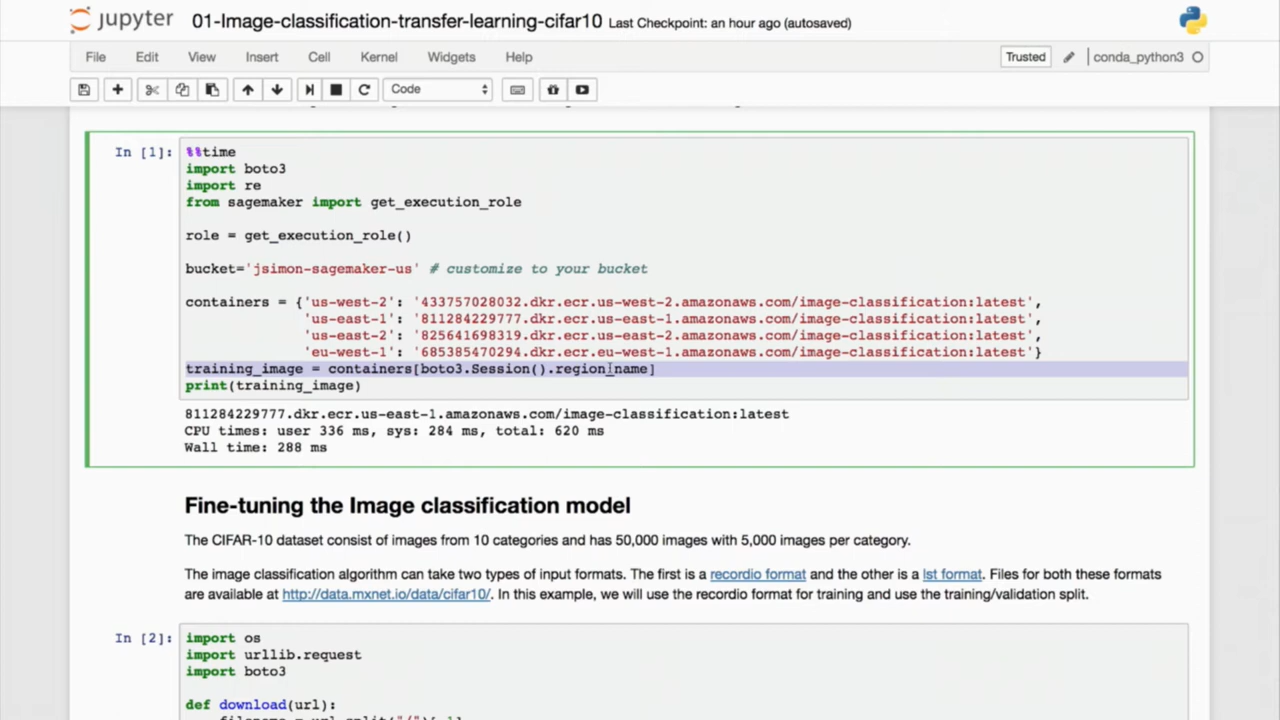 jupyter 01-Image-classification-transfer-learning-cifar10 Last Checkpoint: an hour ago (autosaved)
File Edit View Insert Cell Kernel Widgets Help Trusted conda_python3
Code
In [1]: %%time
import boto3
import re
from sagemaker import get_execution_role
role = get_execution_role()
bucket='jsimon-sagemaker-us' # customize to your bucket
containers = {'us-west-2': '433757028032.dkr.ecr.us-west-2.amazonaws.com/image-classification:latest',
'us-east-1': '811284229777.dkr.ecr.us-east-1.amazonaws.com/image-classification:latest',
'us-east-2': '825641698319.dkr.ecr.us-east-2.amazonaws.com/image-classification:latest',
'eu-west-1': '685385470294.dkr.ecr.eu-west-1.amazonaws.com/image-classification:latest'}
training_image = containers[boto3.Session().region_name]
print(training_image)
811284229777.dkr.ecr.us-east-1.amazonaws.com/image-classification:latest
CPU times: user 336 ms, sys: 284 ms, total: 620 ms
Wall time: 288 ms
Fine-tuning the Image classification model
The CIFAR-10 dataset consist of images from 10 categories and has 50,000 images with 5,000 images per category.
The image classification algorithm can take two types of input formats. The first is a recordio format and the other is a lst format. Files for both these formats
are available at http://data.mxnet.io/data/cifar10/. In this example, we will use the recordio format for training and use the training/validation split.
In [2]: import os
import urllib.request
import boto3
def download(url):